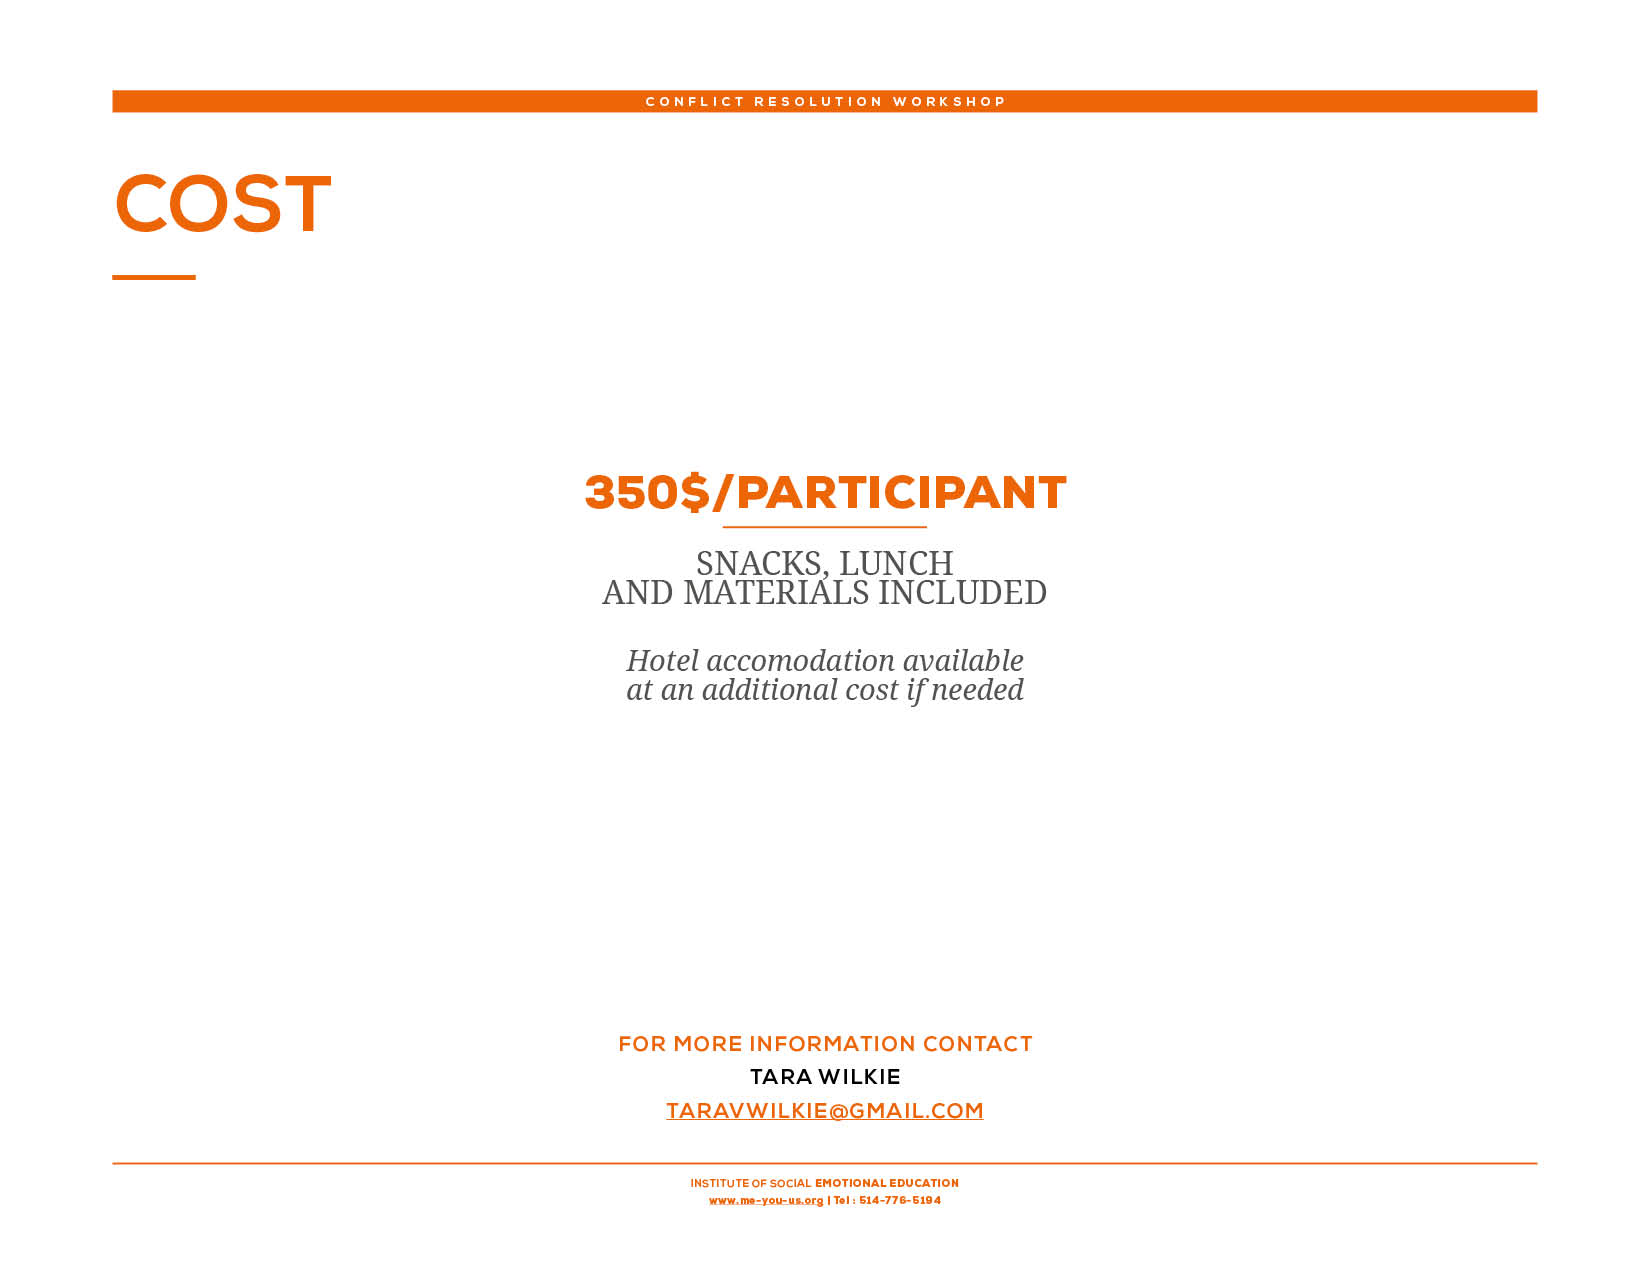 CONFLICT RESOLUTION WORKSHOP
COST
350$/PARTICIPANT
SNACKS, LUNCH
AND MATERIALS INCLUDED
Hotel accomodation available
at an additional cost if needed
FOR MORE INFORMATION CONTACT
TARA WILKIE
TARAVWILKIE@GMAIL.COM
INSTITUTE OF SOCIAL EMOTIONAL EDUCATION
www.me-you-us.org | Tel : 514-776-5194